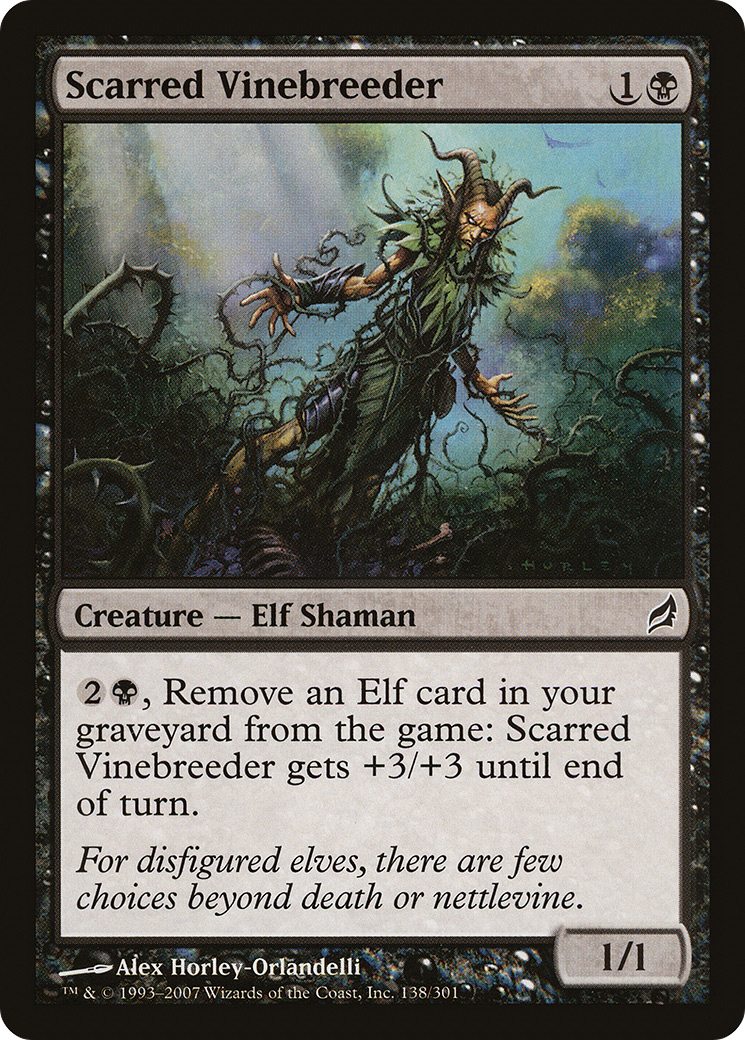 Scarred Vinebreeder 1
HORLEY
Creature — Elf Shaman
2, Remove an Elf card in your
graveyard from the game: Scarred
Vinebreeder gets +3/+3 until end
of turn.
For disfigured elves, there are few
choices beyond death or nettlevine.
1/1
Alex Horley-Orlandelli
™ & © 1993–2007 Wizards of the Coast, Inc. 138/301